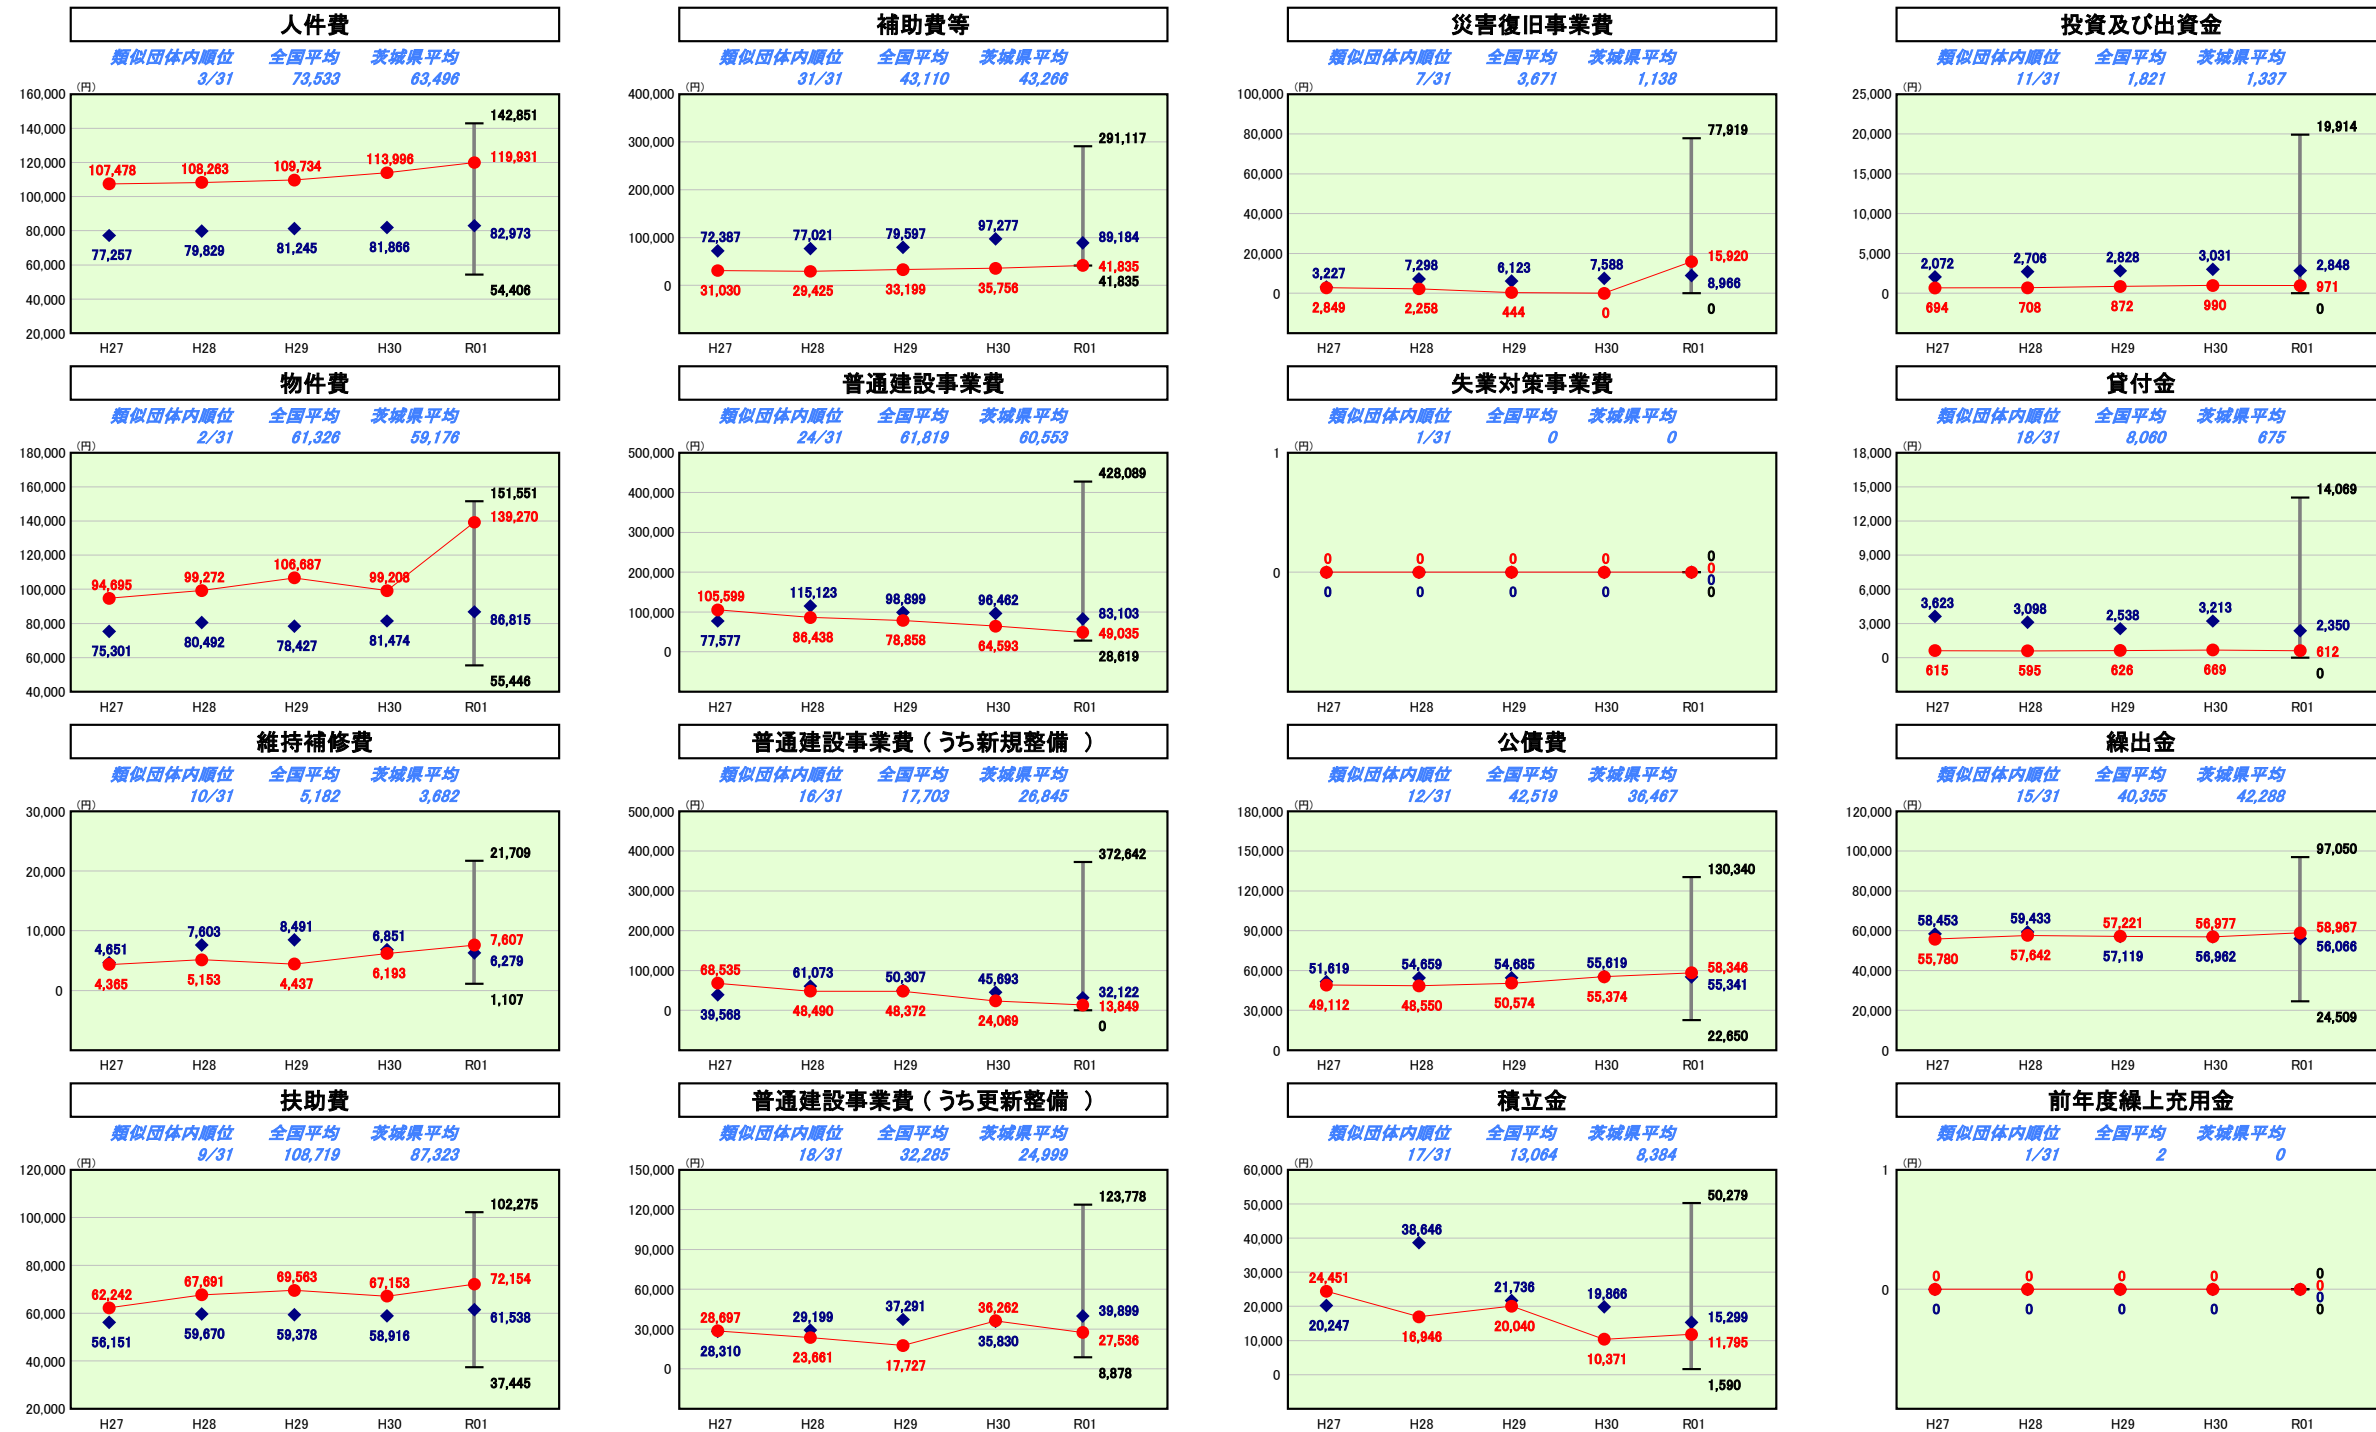 人件費
類似団体内順位 全国平均 茨城県平均
3/31 73,533 63,496
(円)
160,000
140,000
120,000
100,000
80,000
60,000
40,000
20,000
142,851
107,478 108,263 109,734 113,996 119,931
77,257 79,829 81,245 81,866 82,973
54,406
H27 H28 H29 H30 R01
補助費等
類似団体内順位 全国平均 茨城県平均
31/31 43,110 43,266
(円)
400,000
300,000
200,000
100,000
0
291,117
72,387 77,021 79,597 97,277 89,184
31,030 29,425 33,199 35,756 41,835
41,835
H27 H28 H29 H30 R01
災害復旧事業費
類似団体内順位 全国平均 茨城県平均
7/31 3,671 1,138
(円)
100,000
80,000
60,000
40,000
20,000
0
77,919
3,227 7,298 6,123 7,588 15,920
2,849 2,258 444 0 8,966
0
H27 H28 H29 H30 R01
投資及び出資金
類似団体内順位 全国平均 茨城県平均
11/31 1,821 1,337
(円)
25,000
20,000
15,000
10,000
5,000
0
19,914
2,072 2,706 2,828 3,031 2,848
694 708 872 990 971
0
H27 H28 H29 H30 R01
物件費
類似団体内順位 全国平均 茨城県平均
2/31 61,326 59,176
(円)
180,000
160,000
140,000
120,000
100,000
80,000
60,000
40,000
151,551
94,695 99,272 106,687 99,208 139,270
75,301 80,492 78,427 81,474 86,815
55,446
H27 H28 H29 H30 R01
普通建設事業費
類似団体内順位 全国平均 茨城県平均
24/31 61,819 60,553
(円)
500,000
400,000
300,000
200,000
100,000
0
428,089
105,599 115,123 98,899 96,462 83,103
77,577 86,438 78,858 64,593 49,035
28,619
H27 H28 H29 H30 R01
失業対策事業費
類似団体内順位 全国平均 茨城県平均
1/31 0 0
(円)
1
0
0
0 0 0 0 0
0 0 0 0 0
0
H27 H28 H29 H30 R01
貸付金
類似団体内順位 全国平均 茨城県平均
18/31 8,060 675
(円)
18,000
15,000
12,000
9,000
6,000
3,000
0
14,069
3,623 3,098 2,538 3,213 2,350
615 595 626 669 612
0
H27 H28 H29 H30 R01
維持補修費
類似団体内順位 全国平均 茨城県平均
10/31 5,182 3,682
(円)
30,000
20,000
10,000
0
21,709
4,651 7,603 8,491 6,851 7,607
4,365 5,153 4,437 6,193 6,279
1,107
H27 H28 H29 H30 R01
普通建設事業費(うち新規整備 )
類似団体内順位 全国平均 茨城県平均
16/31 17,703 26,845
(円)
500,000
400,000
300,000
200,000
100,000
0
372,642
68,535 61,073 50,307 45,693 32,122
39,568 48,490 48,372 24,069 13,849
0
H27 H28 H29 H30 R01
公債費
類似団体内順位 全国平均 茨城県平均
12/31 42,519 36,467
(円)
180,000
150,000
120,000
90,000
60,000
30,000
0
130,340
51,619 54,659 54,685 55,619 58,346
49,112 48,550 50,574 55,374 55,341
22,650
H27 H28 H29 H30 R01
繰出金
類似団体内順位 全国平均 茨城県平均
15/31 40,355 42,288
(円)
120,000
100,000
80,000
60,000
40,000
20,000
0
97,050
58,453 59,433 57,221 56,977 58,967
55,780 57,642 57,119 56,962 56,066
24,509
H27 H28 H29 H30 R01
扶助費
類似団体内順位 全国平均 茨城県平均
9/31 108,719 87,323
(円)
120,000
100,000
80,000
60,000
40,000
20,000
102,275
62,242 67,691 69,563 67,153 72,154
56,151 59,670 59,378 58,916 61,538
37,445
H27 H28 H29 H30 R01
普通建設事業費(うち更新整備 )
類似団体内順位 全国平均 茨城県平均
18/31 32,285 24,999
(円)
150,000
120,000
90,000
60,000
30,000
0
123,778
28,697 29,199 37,291 36,262 39,899
28,310 23,661 17,727 35,830 27,536
8,878
H27 H28 H29 H30 R01
積立金
類似団体内順位 全国平均 茨城県平均
17/31 13,064 8,384
(円)
60,000
50,000
40,000
30,000
20,000
10,000
0
50,279
24,451 38,646 21,736 19,866 15,299
20,247 16,946 20,040 10,371 11,795
1,590
H27 H28 H29 H30 R01
前年度繰上充用金
類似団体内順位 全国平均 茨城県平均
1/31 2 0
(円)
1
0
0
0 0 0 0 0
0 0 0 0 0
0
H27 H28 H29 H30 R01